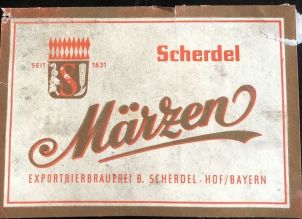 Scherdel
SEIT 1831
S
Märzen
EXPORTBIERBRAUEREI B. SCHERDEL · HOF/BAYERN